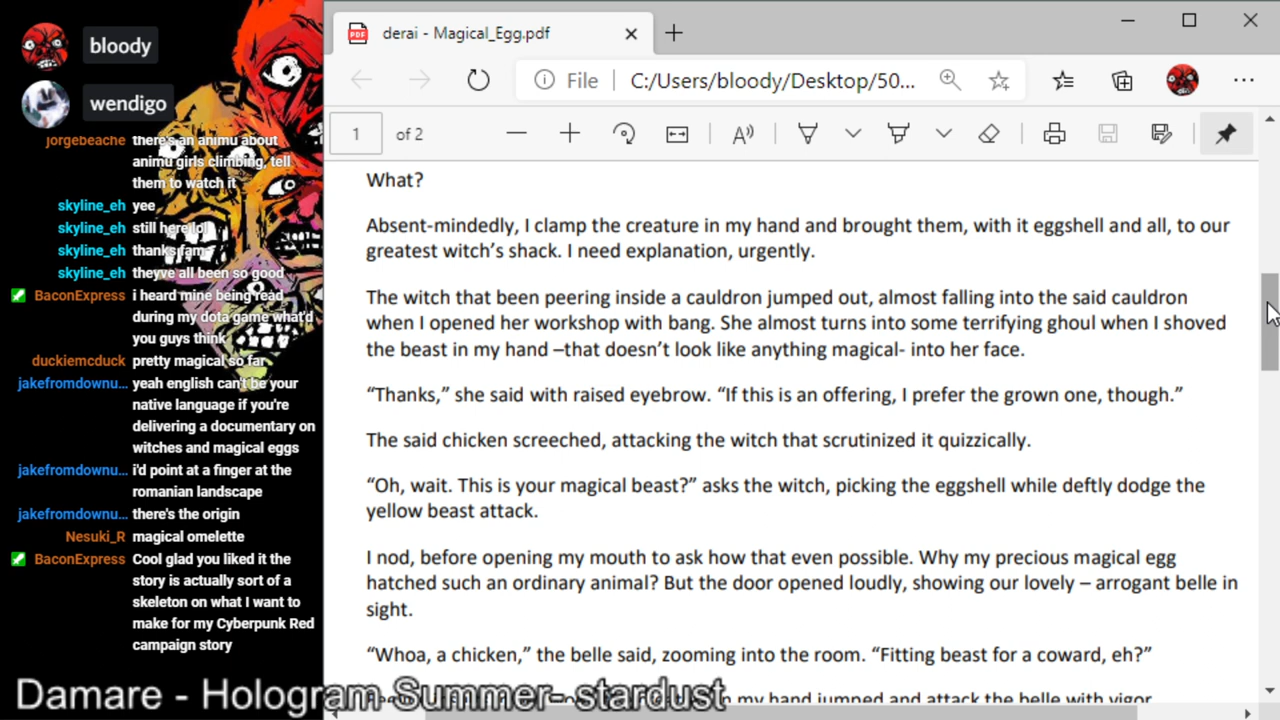 bloody
wendigo
jorgebeache there's an animu about
animu girls climbing, tell
them to watch it
skyline_eh yee
skyline_eh still here lol
skyline_eh thanks fam
skyline_eh theyve all been so good
BaconExpress i heard mine being read
during my dota game what'd
you guys think
duckiemcduck pretty magical so far
jakefromdownu... yeah english can't be your
native language if you're
delivering a documentary on
witches and magical eggs
jakefromdownu... i'd point at a finger at the
romanian landscape
jakefromdownu... there's the origin
Nesuki_R magical omelette
BaconExpress Cool glad you liked it the
story is actually sort of a
skeleton on what I want to
make for my Cyberpunk Red
campaign story
Damare - Hologram Summer- stardust
PDF derai - Magical_Egg.pdf
File C:/Users/bloody/Desktop/50...
1 of 2
What?
Absent-mindedly, I clamp the creature in my hand and brought them, with it eggshell and all, to our
greatest witch’s shack. I need explanation, urgently.
The witch that been peering inside a cauldron jumped out, almost falling into the said cauldron
when I opened her workshop with bang. She almost turns into some terrifying ghoul when I shoved
the beast in my hand –that doesn’t look like anything magical- into her face.
“Thanks,” she said with raised eyebrow. “If this is an offering, I prefer the grown one, though.”
The said chicken screeched, attacking the witch that scrutinized it quizzically.
“Oh, wait. This is your magical beast?” asks the witch, picking the eggshell while deftly dodge the
yellow beast attack.
I nod, before opening my mouth to ask how that even possible. Why my precious magical egg
hatched such an ordinary animal? But the door opened loudly, showing our lovely – arrogant belle in
sight.
“Whoa, a chicken,” the belle said, zooming into the room. “Fitting beast for a coward, eh?”
in my hand jumped and attack the belle with vigor